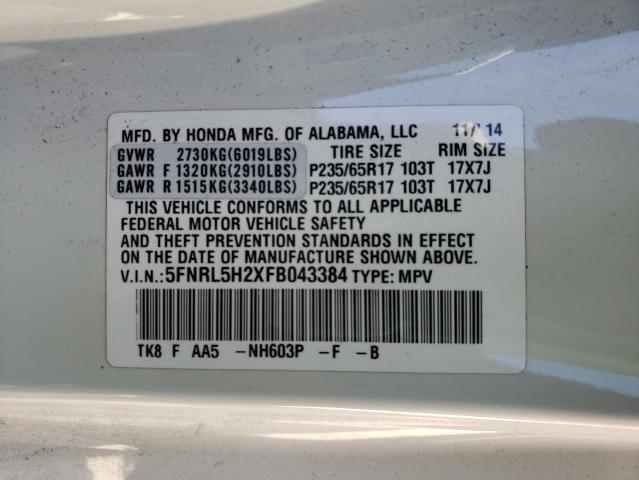 MFD. BY HONDA MFG. OF ALABAMA, LLC 11/14
GVWR 2730KG(6019LBS) TIRE SIZE RIM SIZE
GAWR F 1320KG(2910LBS) P235/65R17 103T 17X7J
GAWR R 1515KG(3340LBS) P235/65R17 103T 17X7J
THIS VEHICLE CONFORMS TO ALL APPLICABLE
FEDERAL MOTOR VEHICLE SAFETY
AND THEFT PREVENTION STANDARDS IN EFFECT
ON THE DATE OF MANUFACTURE SHOWN ABOVE.
V.I.N.: 5FNRL5H2XFB043384 TYPE: MPV
TK8 F AA5 -NH603P -F -B